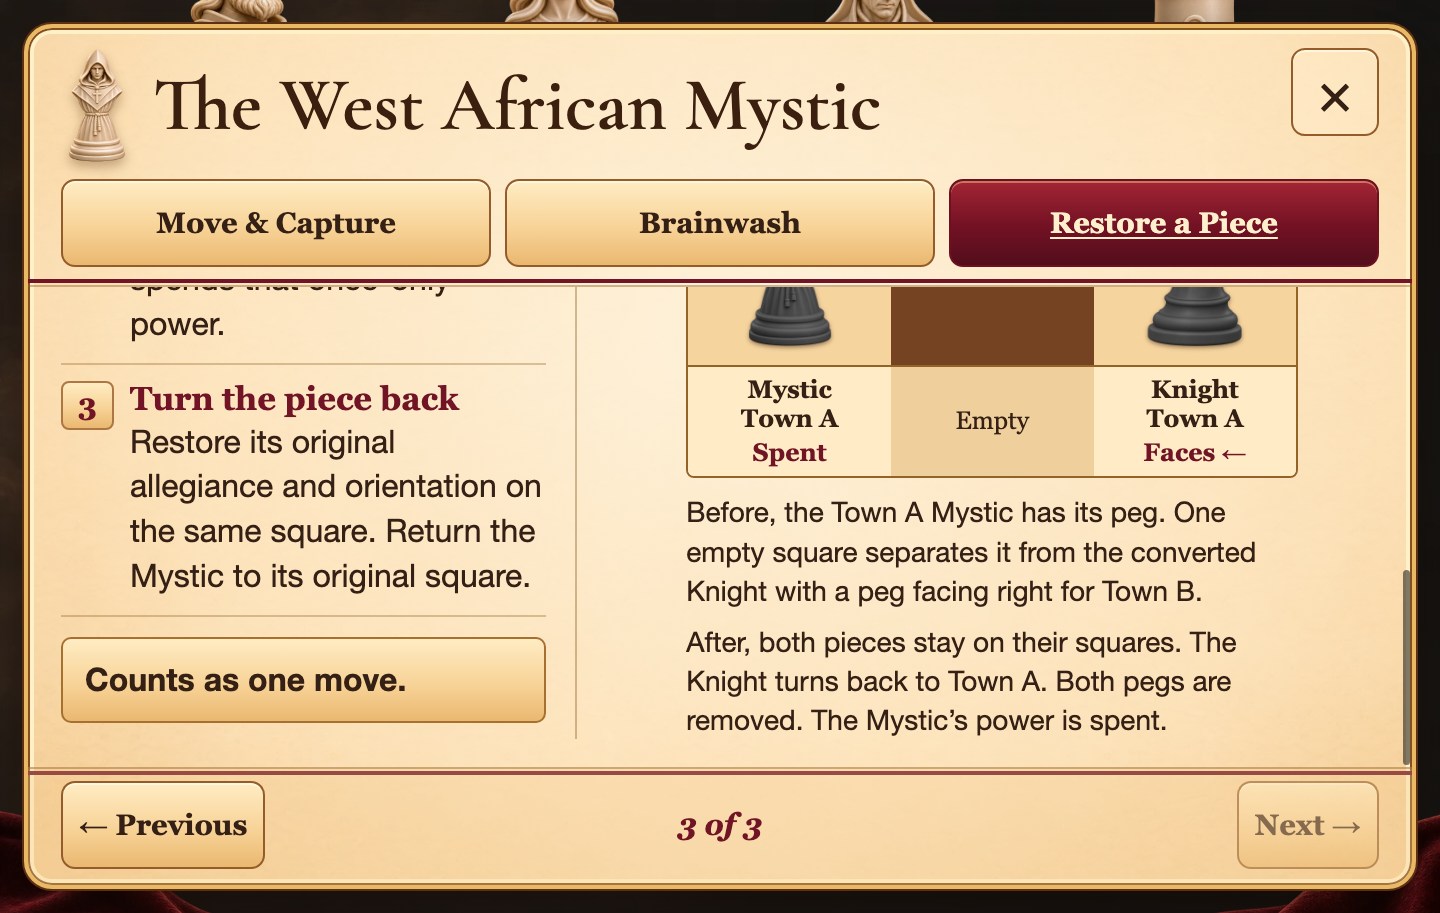 The West African Mystic
×
Move & Capture
Brainwash
Restore a Piece
spends that once-only
power.
3
Turn the piece back
Restore its original
allegiance and orientation on
the same square. Return the
Mystic to its original square.
Counts as one move.
Mystic
Town A
Spent
Empty
Knight
Town A
Faces ←
Before, the Town A Mystic has its peg. One
empty square separates it from the converted
Knight with a peg facing right for Town B.
After, both pieces stay on their squares. The
Knight turns back to Town A. Both pegs are
removed. The Mystic’s power is spent.
← Previous
3 of 3
Next →